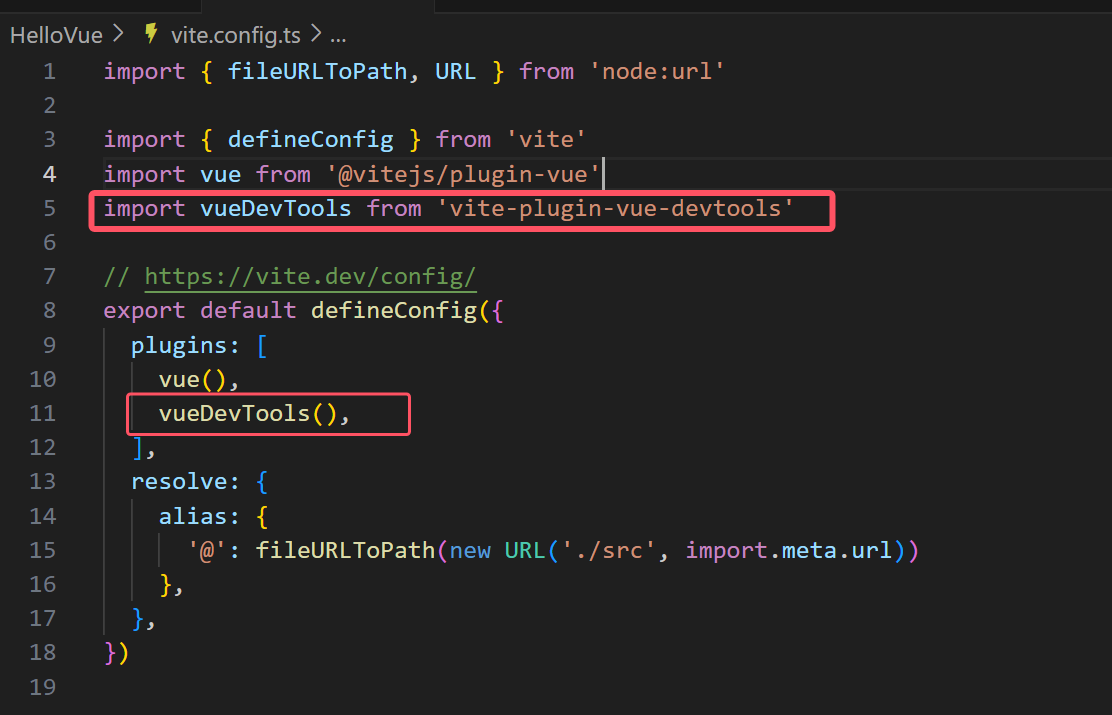 HelloVue > vite.config.ts > ...
1 import { fileURLToPath, URL } from 'node:url'
2
3 import { defineConfig } from 'vite'
4 import vue from '@vitejs/plugin-vue'
5 import vueDevTools from 'vite-plugin-vue-devtools'
6
7 // https://vite.dev/config/
8 export default defineConfig({
9   plugins: [
10     vue(),
11     vueDevTools(),
12   ],
13   resolve: {
14     alias: {
15       '@': fileURLToPath(new URL('./src', import.meta.url))
16     },
17   },
18 })
19